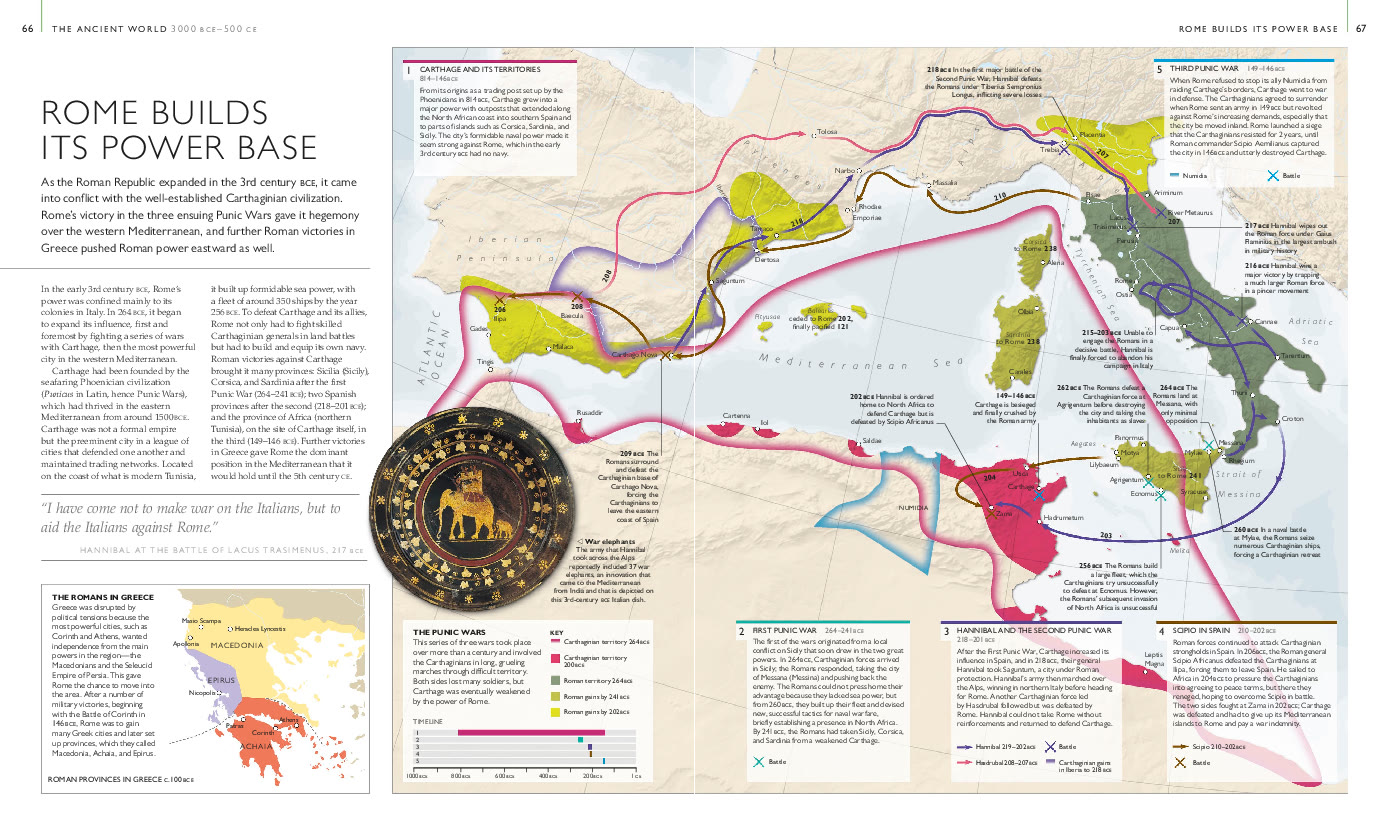 66 THE ANCIENT WORLD 3000 BCE–500 CE
ROME BUILDS ITS POWER BASE 67
ROME BUILDS
ITS POWER BASE
As the Roman Republic expanded in the 3rd century BCE, it came
into conflict with the well-established Carthaginian civilization.
Rome's victory in the three ensuing Punic Wars gave it hegemony
over the western Mediterranean, and further Roman victories in
Greece pushed Roman power eastward as well.
In the early 3rd century BCE, Rome's
power was confined mainly to its
colonies in Italy. In 264 BCE, it began
to expand its influence, first and
foremost by fighting a series of wars
with Carthage, then the most powerful
city in the western Mediterranean.
Carthage had been founded by the
seafaring Phoenician civilization
(Punicus in Latin, hence Punic Wars),
which had thrived in the eastern
Mediterranean from around 1500 BCE.
Carthage was not a formal empire
but the preeminent city in a league of
cities that defended one another and
maintained trading networks. Located
on the coast of what is modern Tunisia,
it built up formidable sea power, with
a fleet of around 350 ships by the year
256 BCE. To defeat Carthage and its allies,
Rome not only had to fight skilled
Carthaginian generals in land battles
but had to build and equip its own navy.
Roman victories against Carthage
brought it many provinces: Sicilia (Sicily),
Corsica, and Sardinia after the first
Punic War (264–241 BCE); two Spanish
provinces after the second (218–201 BCE);
and the province of Africa (northern
Tunisia), on the site of Carthage itself, in
the third (149–146 BCE). Further victories
in Greece gave Rome the dominant
position in the Mediterranean that it
would hold until the 5th century CE.
“I have come not to make war on the Italians, but to
aid the Italians against Rome.”
HANNIBAL AT THE BATTLE OF LACUS TRASIMENUS, 217 BCE
THE ROMANS IN GREECE
Greece was disrupted by
political tensions because the
most powerful cities, such as
Corinth and Athens, wanted
independence from the main
powers in the region—the
Macedonians and the Seleucid
Empire of Persia. This gave
Rome the chance to move into
the area. After a number of
military victories, beginning
with the Battle of Corinth in
146 BCE, Rome was to gain
many Greek cities and later set
up provinces, which they called
Macedonia, Achaia, and Epirus.
ROMAN PROVINCES IN GREECE c.100 BCE
Maso Scampa
Heraclea Lyncestis
Apollonia
MACEDONIA
EPIRUS
Nicopolis
Patras
Athens
Corinth
ACHAIA
1 CARTHAGE AND ITS TERRITORIES
814–146 BCE
From its origins as a trading post set up by the
Phoenicians in 814 BCE, Carthage grew into a
major power with outposts that extended along
the North African coast into southern Spain and
to parts of islands such as Corsica, Sardinia, and
Sicily. The city's formidable naval power made it
seem strong against Rome, which in the early
3rd century BCE had no navy.
218 BCE In the first major battle of the
Second Punic War, Hannibal defeats
the Romans under Tiberius Sempronius
Longus, inflicting severe losses
5 THIRD PUNIC WAR 149–146 BCE
When Rome refused to stop its ally Numidia from
raiding Carthage's borders, Carthage went to war
in defense. The Carthaginians agreed to surrender
when Rome sent an army in 149 BCE but revolted
against Rome's increasing demands, especially that
the city be moved inland. Rome launched a siege
that the Carthaginians resisted for 2 years, until
Roman commander Scipio Aemilianus captured
the city in 146 BCE and utterly destroyed Carthage.
Numidia
Battle
Tolosa
Pyrenees
Narbo
Massalia
ALPS
Placentia
Trebia
207
Pisae
Ariminum
210
Rhodae
Emporiae
River Metaurus
207
Lacus
Trasimenus
Perusia
217 BCE Hannibal wipes out
the Roman force under Gaius
Flaminius in the largest ambush
in military history
216 BCE Hannibal wins a
major victory by trapping
a much larger Roman force
in a pincer movement
Iberian
Peninsula
218
Tarraco
Dertosa
208
Saguntum
206
Ilipa
208
Baecula
Gades
Malaca
Carthago Nova
Tingis
ATLANTIC
OCEAN
Pityusae
Balearis
ceded to Rome 202,
finally pacified 121
Corsica
to Rome 238
Aleria
Tyrrhenian Sea
Rome
Ostia
Olbia
Sardinia
to Rome 238
Carales
Capua
Cannae
Adriatic
Sea
Tarentum
Thurii
Croton
Mediterranean Sea
215–203 BCE Unable to
engage the Romans in a
decisive battle, Hannibal is
finally forced to abandon his
campaign in Italy
262 BCE The Romans defeat a
Carthaginian force at
Agrigentum before destroying
the city and taking the
inhabitants as slaves
264 BCE The
Romans land at
Messana, with
only minimal
opposition
149–146 BCE
Carthage is besieged
and finally crushed by
the Roman army
202 BCE Hannibal is ordered
home to North Africa to
defend Carthage but is
defeated by Scipio Africanus
Rusaddir
Cartenna
Iol
Saldae
Aegates
Panormus
Motya
Lilybaeum
Mylae
Messana
Rhegium
Sicilia
to Rome 241
Agrigentum
Ecnomus
Syracuse
Strait of
Messina
Utica
Carthage
204
Zama
NUMIDIA
Hadrumetum
203
Melita
260 BCE In a naval battle
at Mylae, the Romans seize
numerous Carthaginian ships,
forcing a Carthaginian retreat
256 BCE The Romans build
a large fleet, which the
Carthaginians try unsuccessfully
to defeat at Ecnomus. However,
the Romans' subsequent invasion
of North Africa is unsuccessful
209 BCE The
Romans surround
and defeat the
Carthaginian base of
Carthago Nova,
forcing the
Carthaginians to
leave the eastern
coast of Spain
◁ War elephants
The army that Hannibal
took across the Alps
reportedly included 37 war
elephants, an innovation that
came to the Mediterranean
from India and that is depicted on
this 3rd-century BCE Italian dish.
Leptis
Magna
THE PUNIC WARS
This series of three wars took place
over more than a century and involved
the Carthaginians in long, grueling
marches through difficult territory.
Both sides lost many soldiers, but
Carthage was eventually weakened
by the power of Rome.
KEY
Carthaginian territory 264 BCE
Carthaginian territory
200 BCE
Roman territory 264 BCE
Roman gains by 241 BCE
Roman gains by 202 BCE
TIMELINE
1
2
3
4
5
1000 BCE 800 BCE 600 BCE 400 BCE 200 BCE 1 CE
2 FIRST PUNIC WAR 264–241 BCE
The first of the wars originated from a local
conflict on Sicily that soon drew in the two great
powers. In 264 BCE, Carthaginian forces arrived
in Sicily; the Romans responded, taking the city
of Messana (Messina) and pushing back the
enemy. The Romans could not press home their
advantage because they lacked sea power, but
from 260 BCE, they built up their fleet and devised
new, successful tactics for naval warfare,
briefly establishing a presence in North Africa.
By 241 BCE, the Romans had taken Sicily, Corsica,
and Sardinia from a weakened Carthage.
Battle
3 HANNIBAL AND THE SECOND PUNIC WAR
218–201 BCE
After the First Punic War, Carthage increased its
influence in Spain, and in 218 BCE, their general
Hannibal took Saguntum, a city under Roman
protection. Hannibal's army then marched over
the Alps, winning in northern Italy before heading
for Rome. Another Carthaginian force led
by Hasdrubal followed but was defeated by
Rome. Hannibal could not take Rome without
reinforcements and returned to defend Carthage.
Hannibal 219–202 BCE
Battle
Hasdrubal 208–207 BCE
Carthaginian gains
in Iberia to 218 BCE
4 SCIPIO IN SPAIN 210–202 BCE
Roman forces continued to attack Carthaginian
strongholds in Spain. In 206 BCE, the Roman general
Scipio Africanus defeated the Carthaginians at
Ilipa, forcing them to leave Spain. He sailed to
Africa in 204 BCE to pressure the Carthaginians
into agreeing to peace terms, but there they
reneged, hoping to overcome Scipio in battle.
The two sides fought at Zama in 202 BCE; Carthage
was defeated and had to give up its Mediterranean
islands to Rome and pay a war indemnity.
Scipio 210–202 BCE
Battle